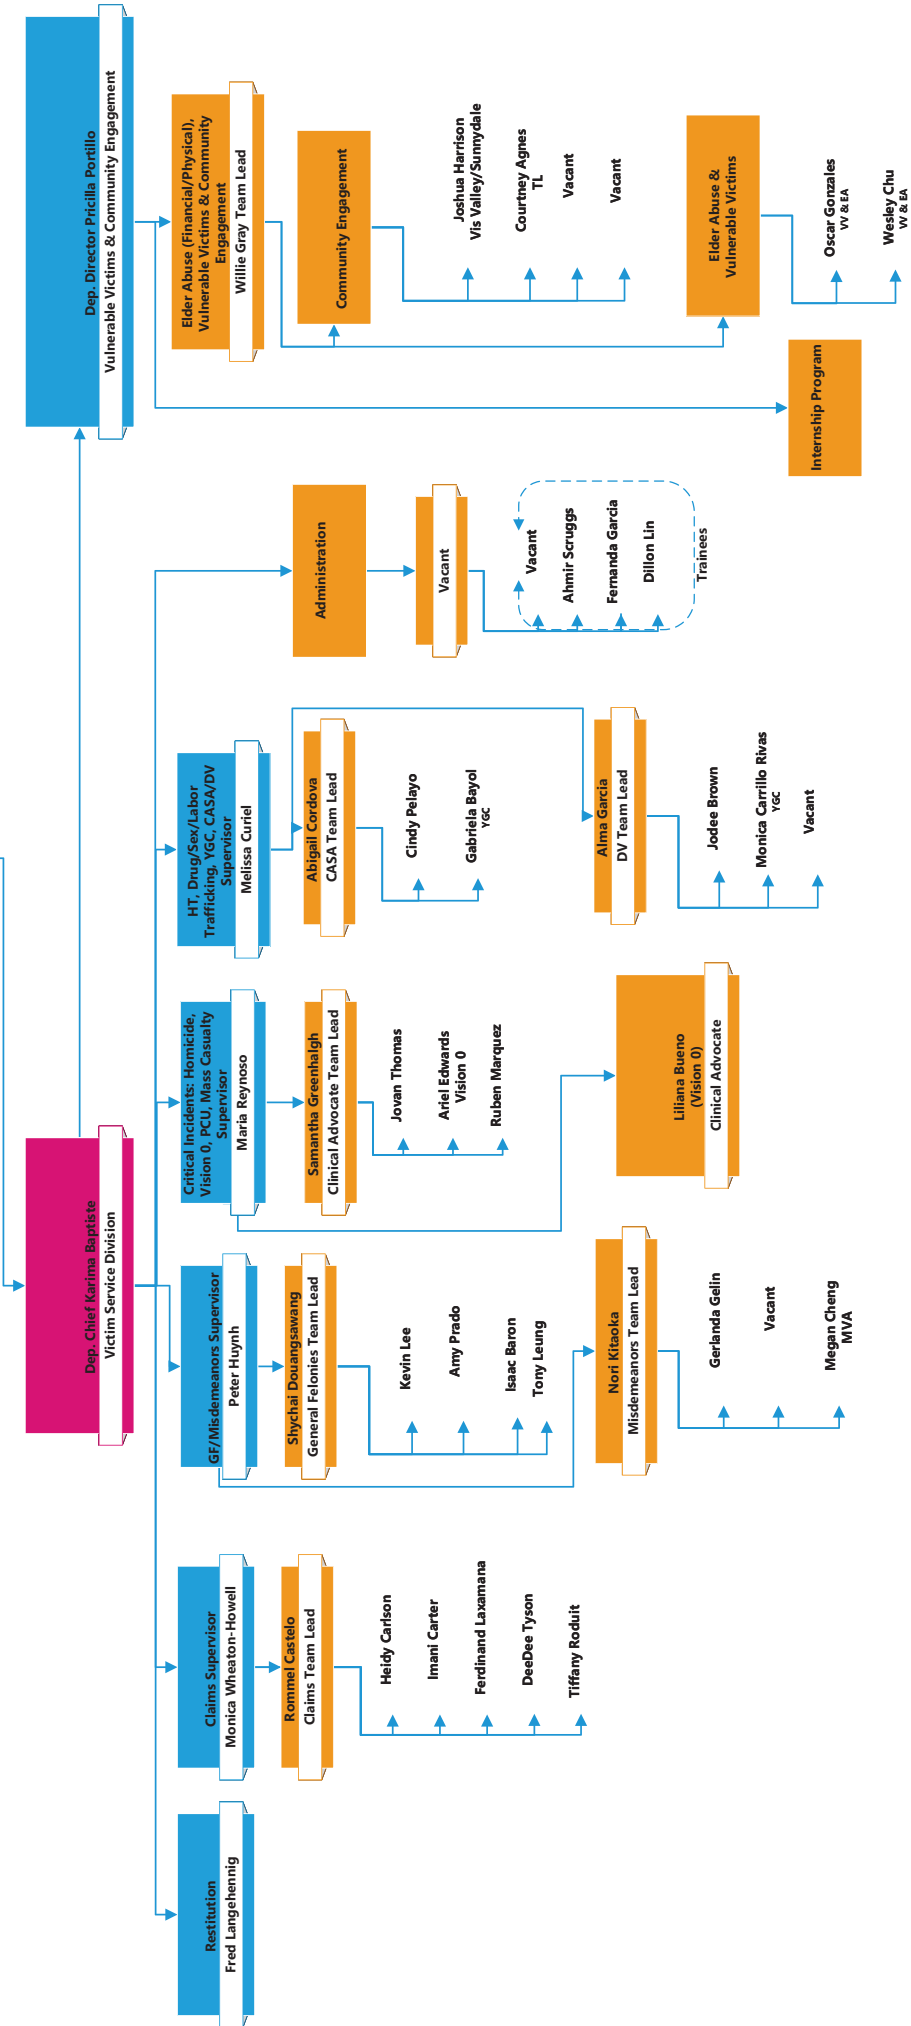 Dep. Chief Karima Baptiste
Victim Service Division
Restitution
Fred Langehennig
Claims Supervisor
Monica Wheaton-Howell
Rommel Castelo
Claims Team Lead
Heidy Carlson
Imani Carter
Ferdinand Laxamana
DeeDee Tyson
Tiffany Roduit
GF/Misdemeanors Supervisor
Peter Huynh
Shychai Douangsawang
General Felonies Team Lead
Kevin Lee
Amy Prado
Isaac Baron
Tony Leung
Nori Kitaoka
Misdemeanors Team Lead
Gerlanda Gelin
Vacant
Megan Cheng
MVA
Critical Incidents: Homicide,
Vision 0, PCU, Mass Casualty
Supervisor
Maria Reynoso
Samantha Greenhalgh
Clinical Advocate Team Lead
Jovan Thomas
Ariel Edwards
Vision 0
Ruben Marquez
Liliana Bueno
(Vision 0)
Clinical Advocate
HT, Drug/Sex/Labor
Trafficking, YGC, CASA/DV
Supervisor
Melissa Curiel
Abigail Cordova
CASA Team Lead
Cindy Pelayo
Gabriela Bayol
YGC
Alma Garcia
DV Team Lead
Jodee Brown
Monica Carrillo Rivas
YGC
Vacant
Administration
Vacant
Vacant
Ahmir Scruggs
Fernanda Garcia
Dillon Lin
Trainees
Dep. Director Pricilla Portillo
Vulnerable Victims & Community Engagement
Elder Abuse (Financial/Physical),
Vulnerable Victims & Community
Engagement
Willie Gray Team Lead
Community Engagement
Joshua Harrison
Vis Valley/Sunnydale
Courtney Agnes
TL
Vacant
Vacant
Elder Abuse &
Vulnerable Victims
Oscar Gonzales
VV & EA
Wesley Chu
VV & EA
Internship Program